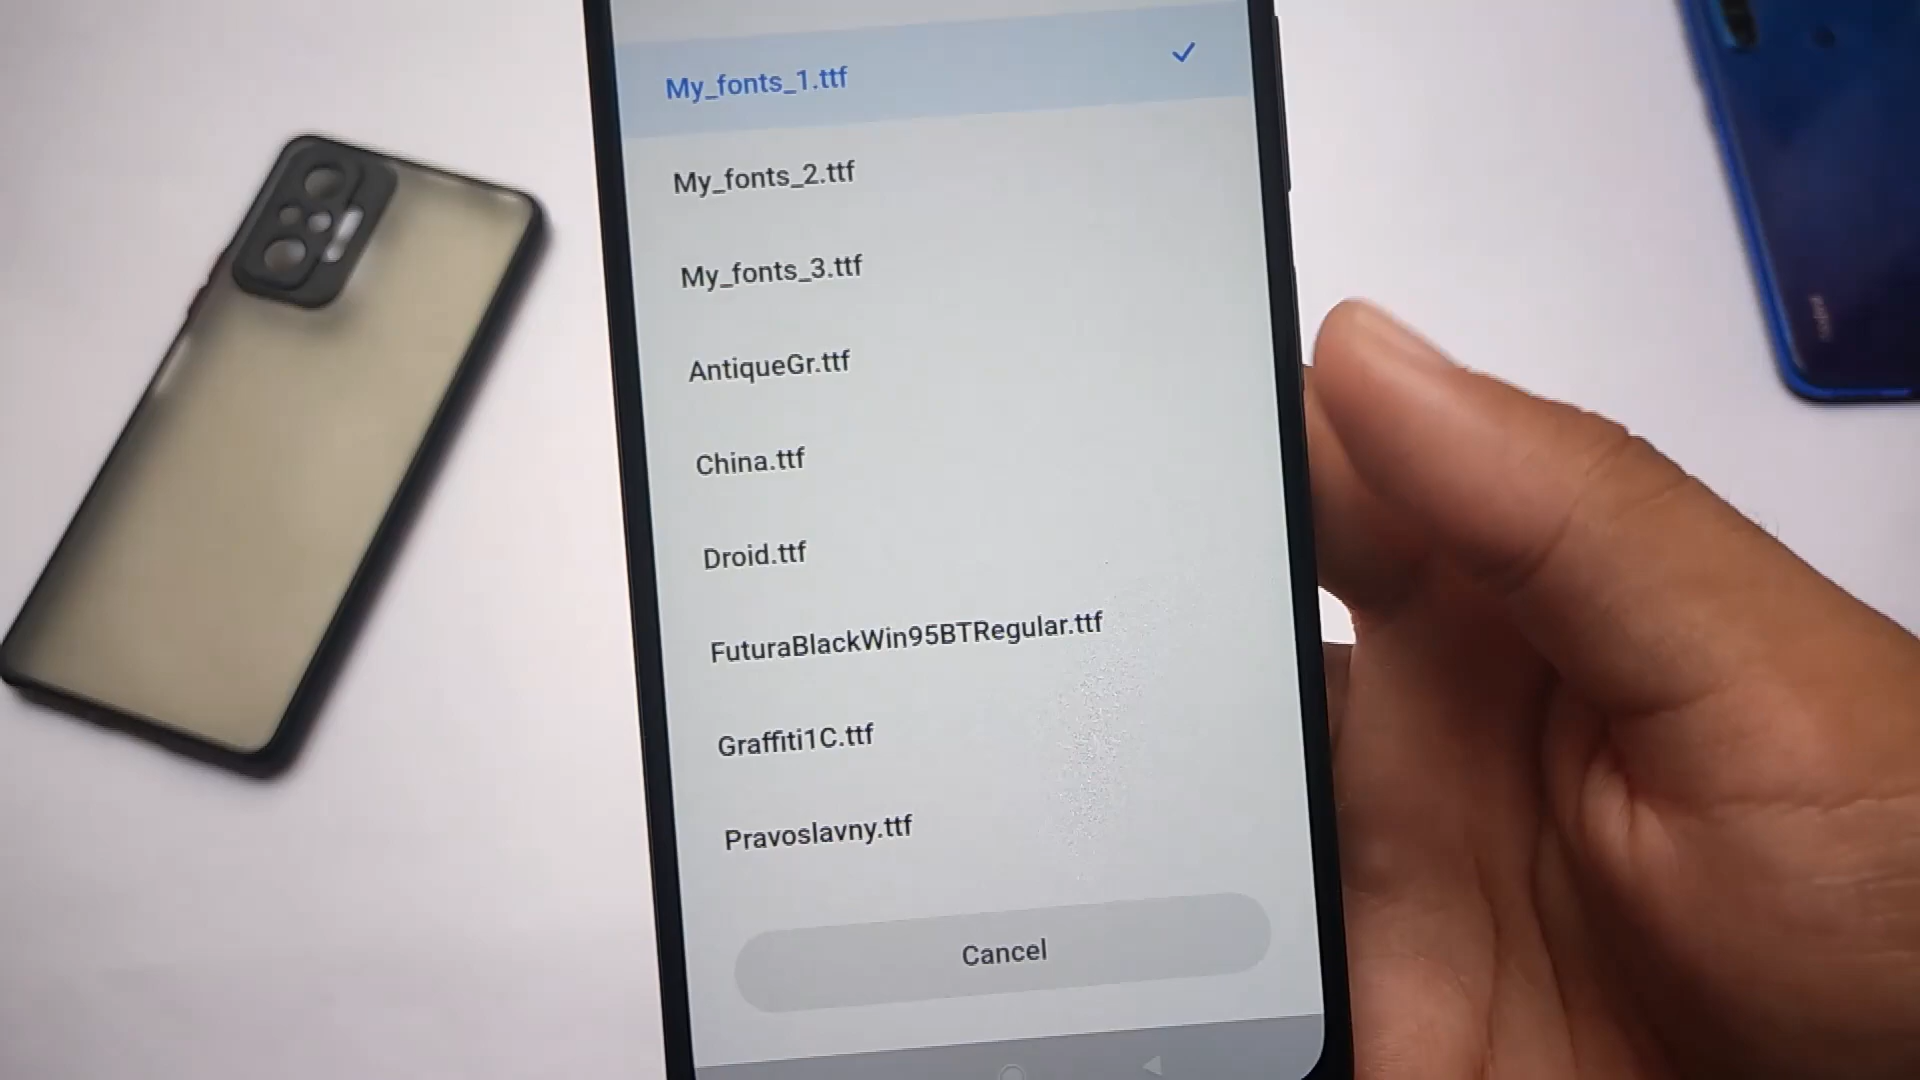 My_fonts_1.ttf
My_fonts_2.ttf
My_fonts_3.ttf
AntiqueGr.ttf
China.ttf
Droid.ttf
FuturaBlackWin95BTRegular.ttf
Graffiti1C.ttf
Pravoslavny.ttf
Cancel